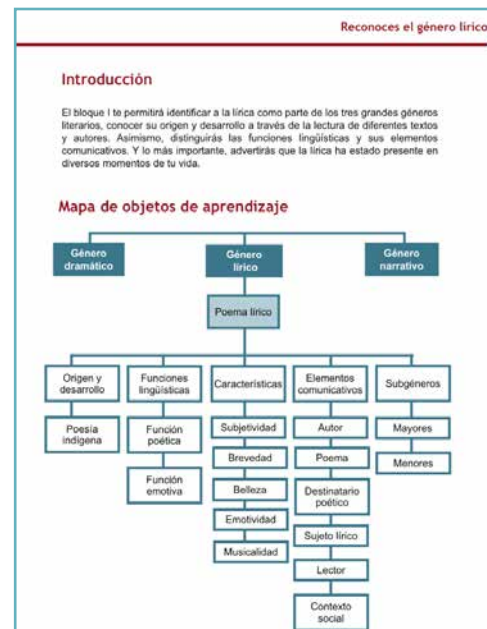 Reconoces el género lírico
Introducción
El bloque I te permitirá identificar a la lírica como parte de los tres grandes géneros
literarios, conocer su origen y desarrollo a través de la lectura de diferentes textos
y autores. Asimismo, distinguirás las funciones lingüísticas y sus elementos
comunicativos. Y lo más importante, advertirás que la lírica ha estado presente en
diversos momentos de tu vida.
Mapa de objetos de aprendizaje
Género
dramático
Género
lírico
Género
narrativo
Poema lírico
Origen y
desarrollo
Funciones
lingüísticas
Características
Elementos
comunicativos
Subgéneros
Poesía
indígena
Función
poética
Función
emotiva
Subjetividad
Brevedad
Belleza
Emotividad
Musicalidad
Autor
Poema
Destinatario
poético
Sujeto lírico
Lector
Contexto
social
Mayores
Menores